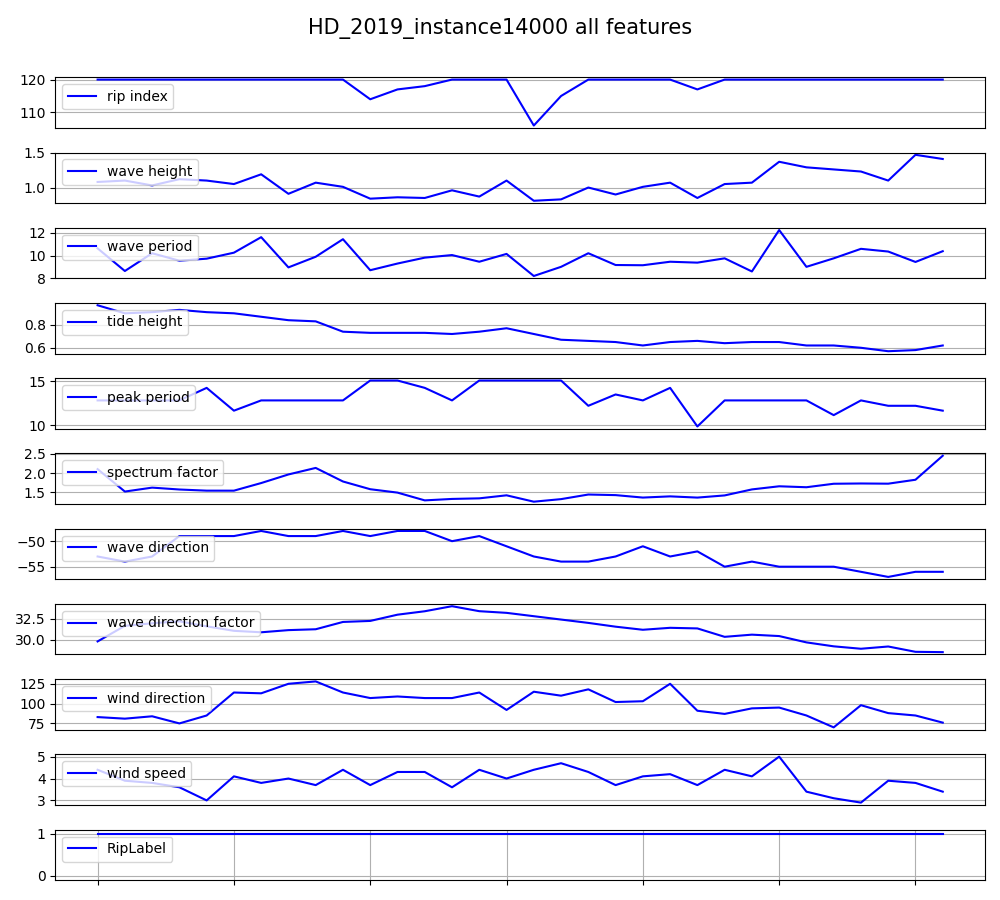 HD_2019_instance14000 all features
120
110
rip index
1.5
1.0
wave height
12
10
8
wave period
0.8
0.6
tide height
15
10
peak period
2.5
2.0
1.5
spectrum factor
−50
−55
wave direction
32.5
30.0
wave direction factor
125
100
75
wind direction
5
4
3
wind speed
1
0
RipLabel